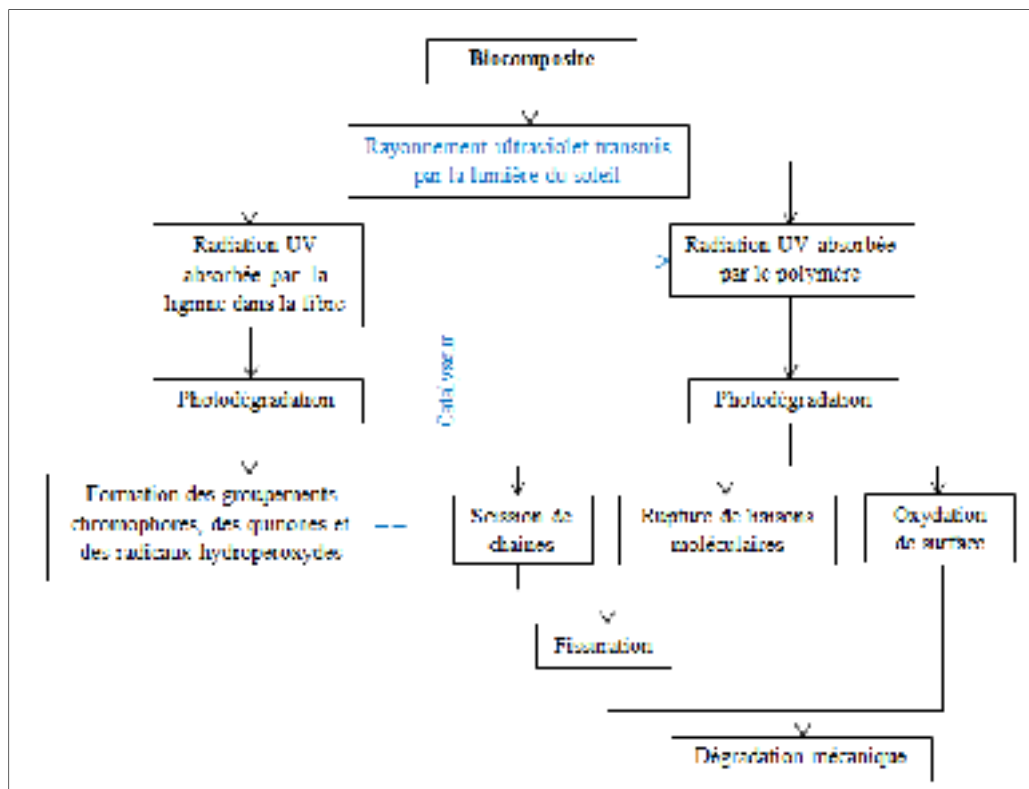 Biocomposite
Rayonnement ultraviolet transmis
par la lumière du soleil
Radiation UV
absorbée par la
lignine dans la fibre
Radiation UV absorbée
par le polymère
Catalyseur
Photodégradation
Photodégradation
Formation des groupements
chromophores, des quinones et
des radicaux hydroperoxydes
Scission de
chaines
Rupture de liaisons
moléculaires
Oxydation
de surface
Fissuration
Dégradation mécanique